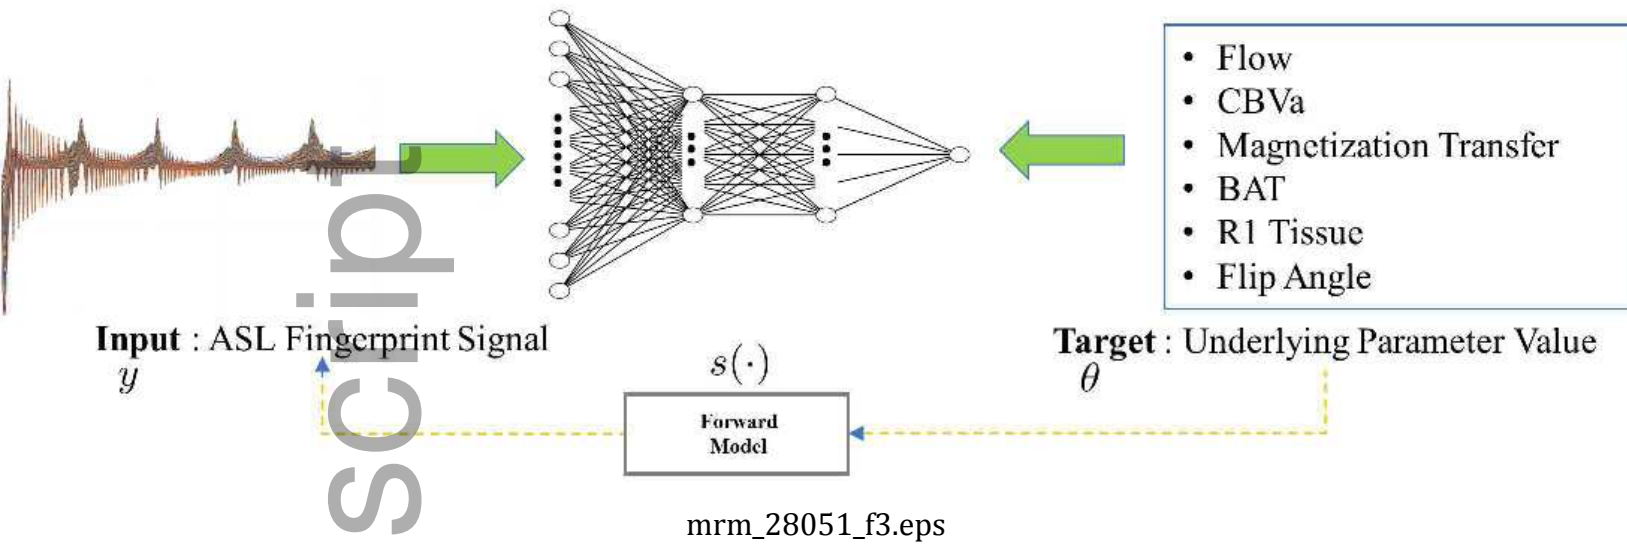 • Flow
• CBVa
• Magnetization Transfer
• BAT
• R1 Tissue
• Flip Angle
Input : ASL Fingerprint Signal
y
Target : Underlying Parameter Value
θ
s(·)
Forward
Model
script
mrm_28051_f3.eps